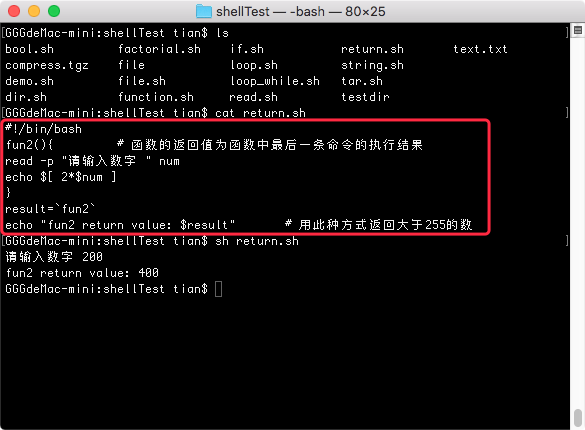 shellTest — -bash — 80×25
[GGGdeMac-mini:shellTest tian$ ls ]
bool.sh factorial.sh if.sh return.sh text.txt
compress.tgz file loop.sh string.sh
demo.sh file.sh loop_while.sh tar.sh
dir.sh function.sh read.sh testdir
[GGGdeMac-mini:shellTest tian$ cat return.sh ]
#!/bin/bash
fun2(){ # 函数的返回值为函数中最后一条命令的执行结果
read -p "请输入数字 " num
echo $[ 2*$num ]
}
result=`fun2`
echo "fun2 return value: $result" # 用此种方式返回大于255的数
[GGGdeMac-mini:shellTest tian$ sh return.sh ]
请输入数字 200
fun2 return value: 400
GGGdeMac-mini:shellTest tian$